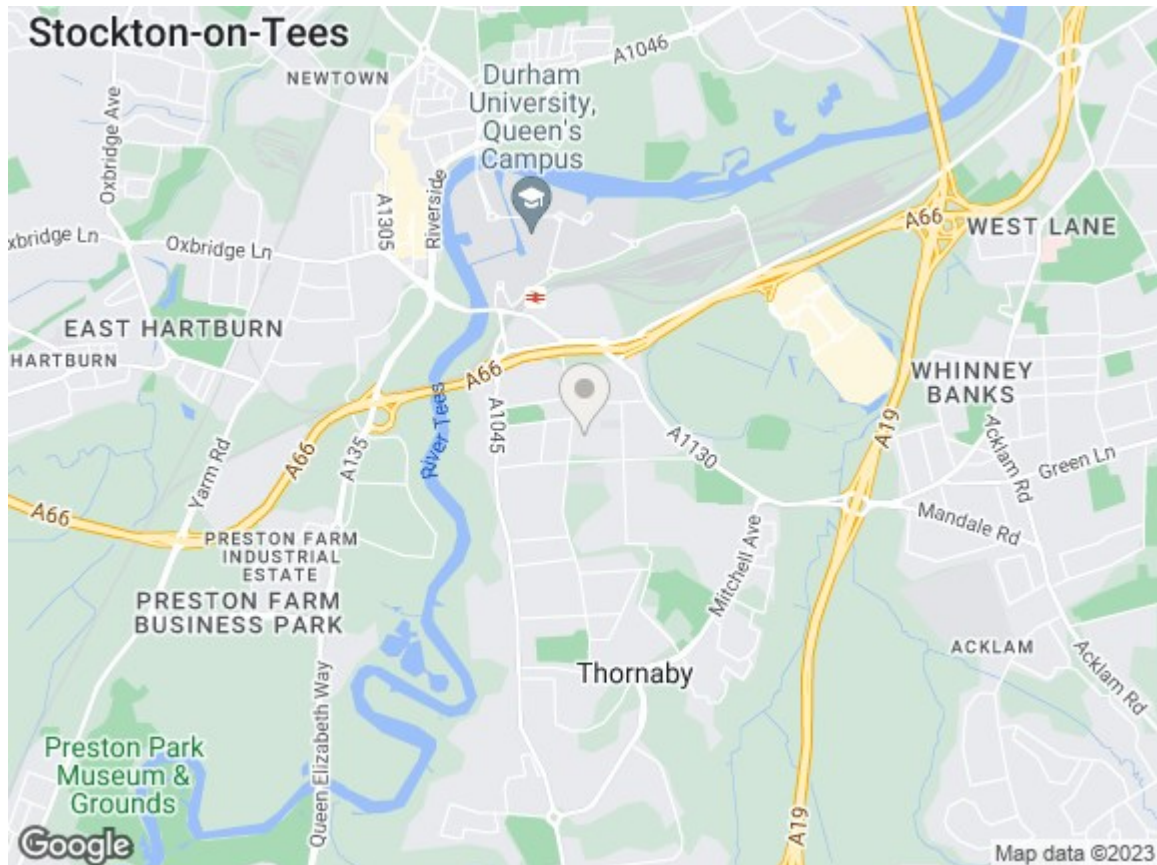 Stockton-on-Tees
NEWTOWN
A1046
Durham
University,
Queen's
Campus
Oxbridge Ave
A1305
Riverside
oxbridge Ln
Oxbridge Ln
A66
WEST LANE
EAST HARTBURN
HARTBURN
A66
River Tees
A1045
WHINNEY
BANKS
A19
A1130
Acklam Rd
Green Ln
Yarm Rd
A66
A135
A66
Mandale Rd
PRESTON FARM
INDUSTRIAL
ESTATE
Mitchell Ave
PRESTON FARM
BUSINESS PARK
ACKLAM
Thornaby
Acklam Rd
Queen Elizabeth Way
Preston Park
Museum &
Grounds
A19
Google
Map data ©2023